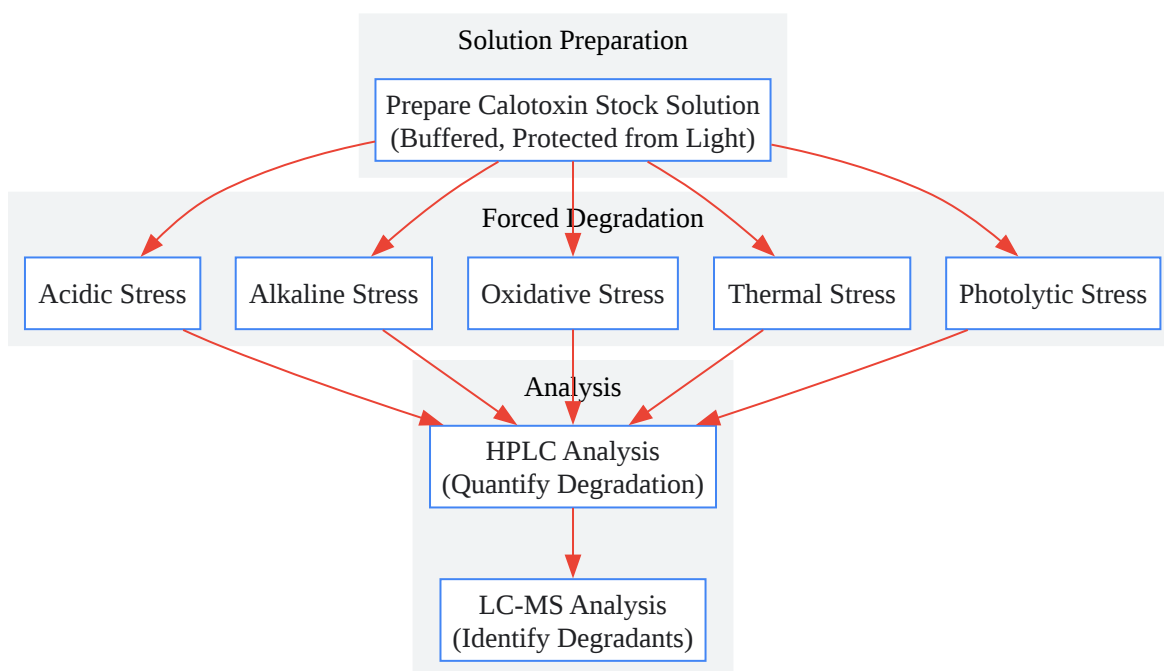 Solution Preparation
Prepare Calotoxin Stock Solution
(Buffered, Protected from Light)
Forced Degradation
Acidic Stress
Alkaline Stress
Oxidative Stress
Thermal Stress
Photolytic Stress
Analysis
HPLC Analysis
(Quantify Degradation)
LC-MS Analysis
(Identify Degradants)